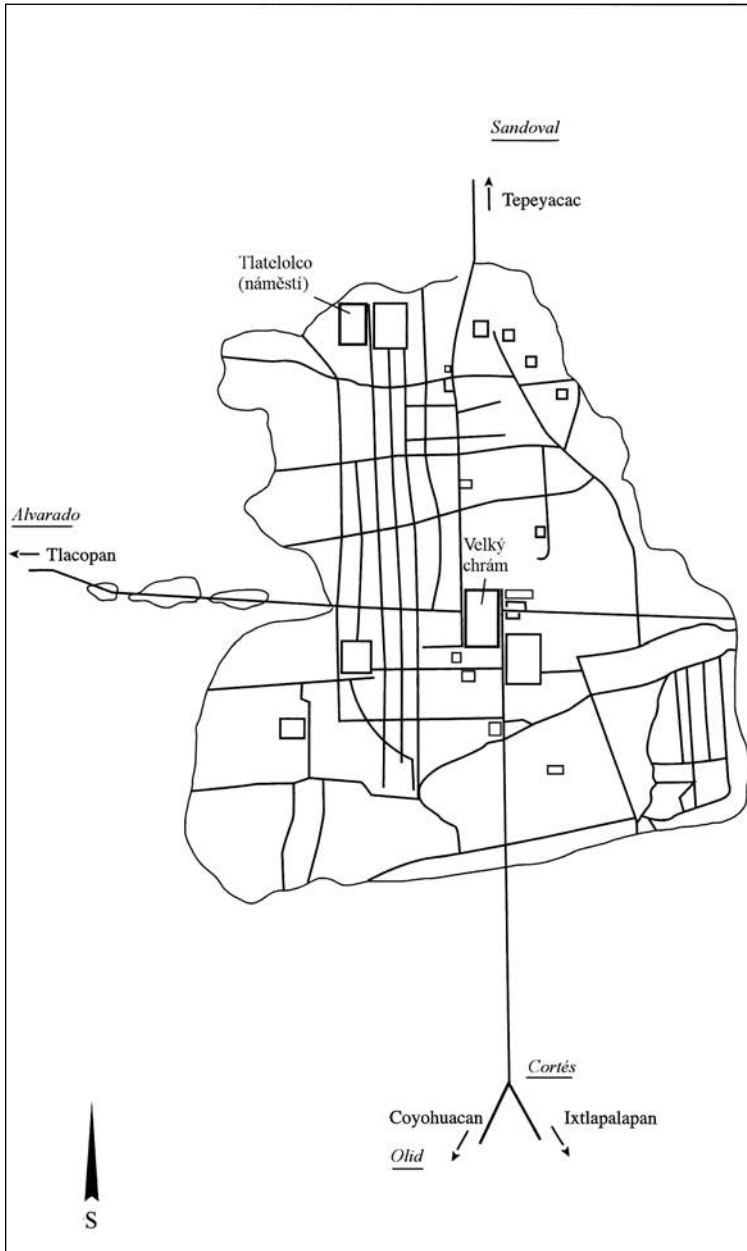 Sandoval
Tepeyacac
Tlatelolco
(náměstí)
Alvarado
Tlacopan
Velký
chrám
Cortés
Coyohuacan
Ixtlapalapan
Olid
S